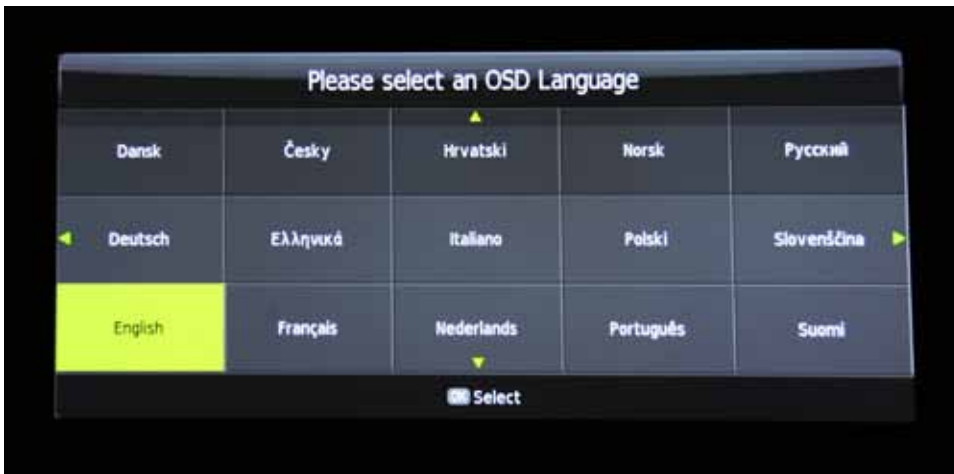 Please select an OSD Language
Dansk Česky Hrvatski Norsk Русский
Deutsch Ελληνικά Italiano Polski Slovenščina
English Français Nederlands Português Suomi
OK Select